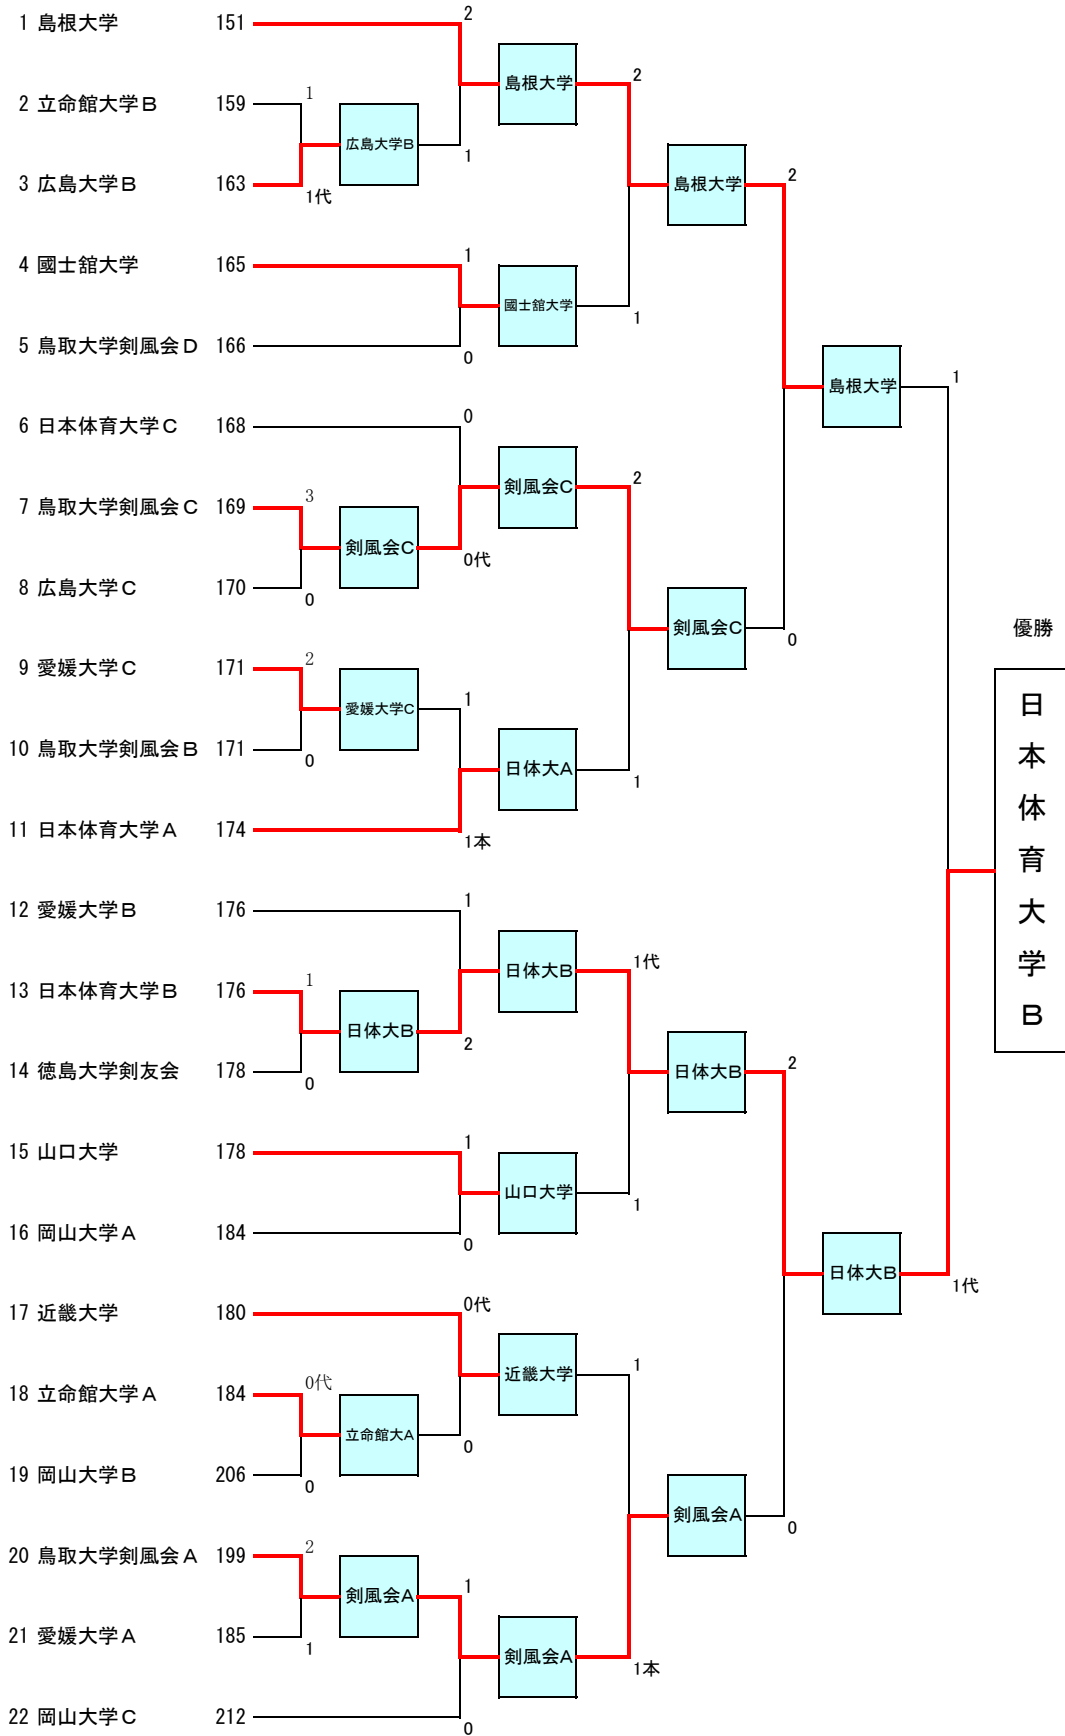 1 島根大学 151
2
島根大学
2
2 立命館大学B 159
1
広島大学B
1
島根大学
2
3 広島大学B 163
1代
4 國士舘大学 165
1
國士舘大学
1
5 鳥取大学剣風会D 166
0
島根大学
1
6 日本体育大学C 168
0
剣風会C
2
7 鳥取大学剣風会C 169
3
剣風会C
0代
8 広島大学C 170
0
剣風会C
0
優勝
9 愛媛大学C 171
2
愛媛大学C
1
日
本
体
育
大
学
B
10 鳥取大学剣風会B 171
0
日体大A
1
11 日本体育大学A 174
1本
12 愛媛大学B 176
1
日体大B
1代
13 日本体育大学B 176
1
日体大B
2
14 徳島大学剣友会 178
0
日体大B
2
15 山口大学 178
1
山口大学
1
16 岡山大学A 184
0
日体大B
1代
17 近畿大学 180
0代
近畿大学
1
18 立命館大学A 184
0代
立命館大A
0
19 岡山大学B 206
0
剣風会A
0
20 鳥取大学剣風会A 199
2
剣風会A
1
21 愛媛大学A 185
1
剣風会A
1本
22 岡山大学C 212
0